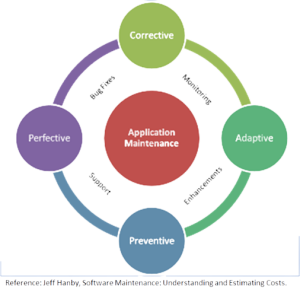 Corrective
Bug Fixes
Monitoring
Perfective
Application
Maintenance
Adaptive
Support
Enhancements
Preventive
Reference: Jeff Hanby, Software Maintenance: Understanding and Estimating Costs.